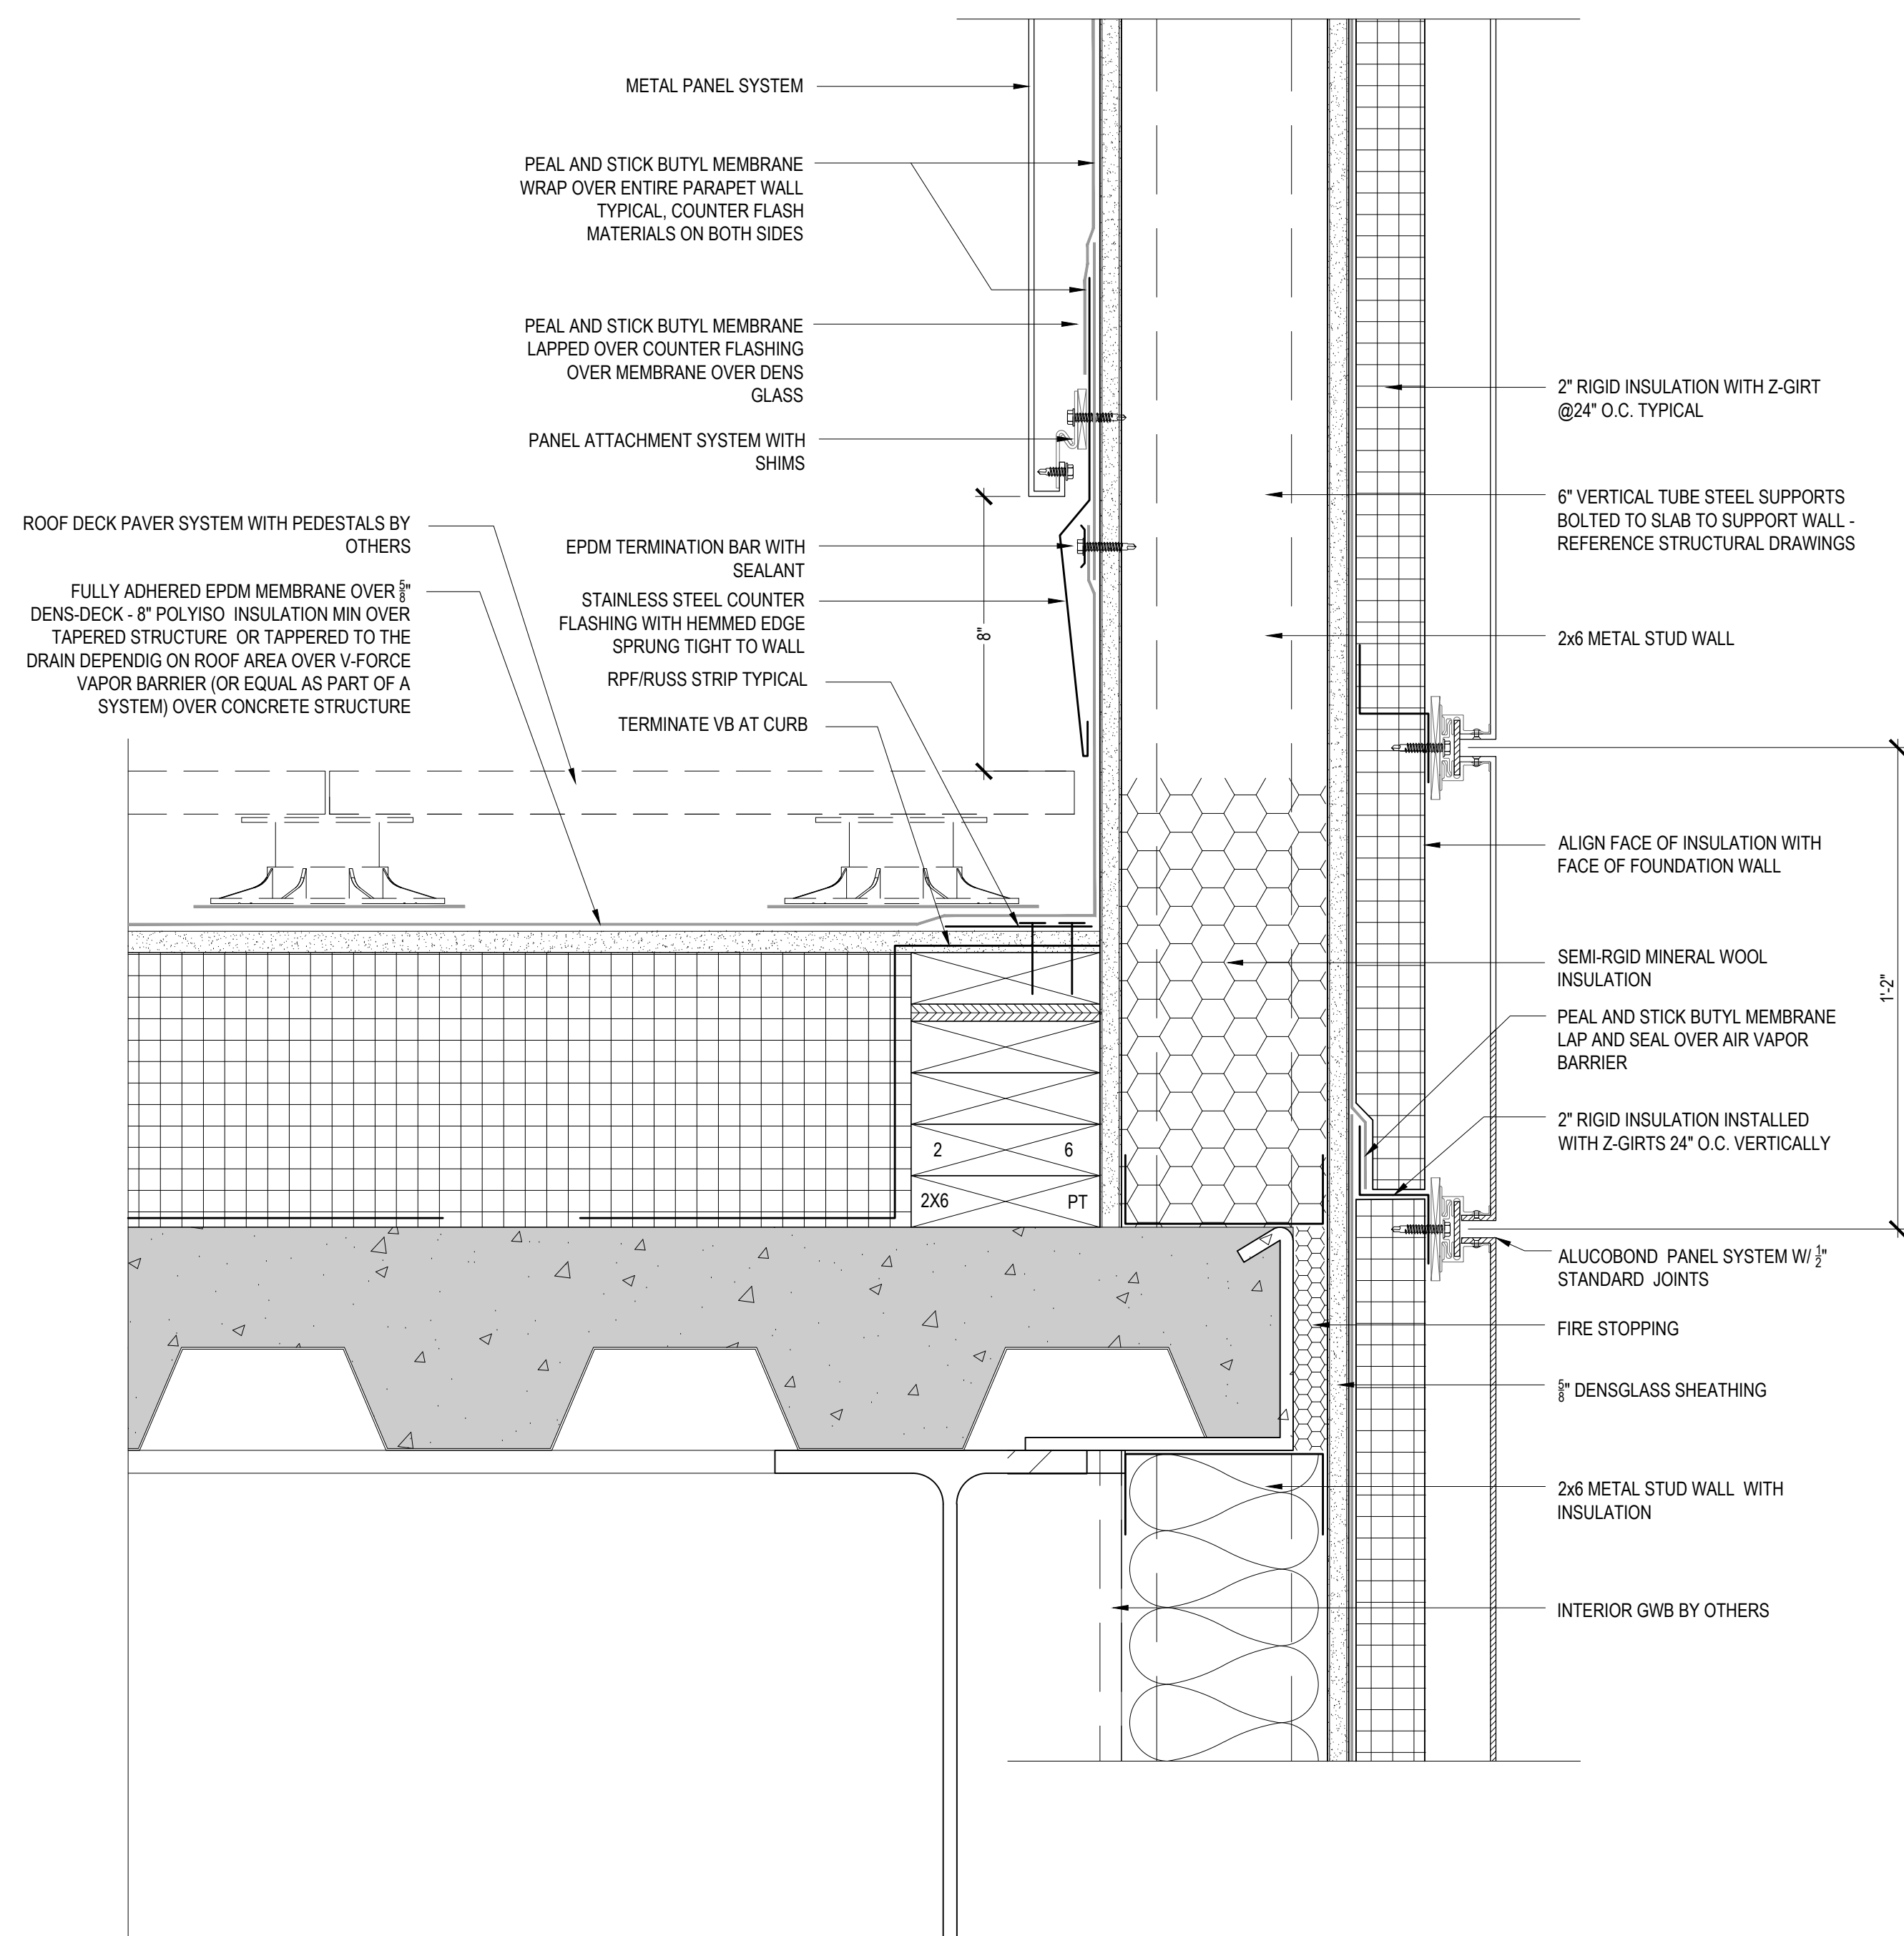 METAL PANEL SYSTEM
PEAL AND STICK BUTYL MEMBRANE
WRAP OVER ENTIRE PARAPET WALL
TYPICAL, COUNTER FLASH
MATERIALS ON BOTH SIDES
PEAL AND STICK BUTYL MEMBRANE
LAPPED OVER COUNTER FLASHING
OVER MEMBRANE OVER DENS
GLASS
PANEL ATTACHMENT SYSTEM WITH
SHIMS
ROOF DECK PAVER SYSTEM WITH PEDESTALS BY
OTHERS
FULLY ADHERED EPDM MEMBRANE OVER 5/8"
DENS-DECK - 8" POLYISO INSULATION MIN OVER
TAPERED STRUCTURE OR TAPPERED TO THE
DRAIN DEPENDIG ON ROOF AREA OVER V-FORCE
VAPOR BARRIER (OR EQUAL AS PART OF A
SYSTEM) OVER CONCRETE STRUCTURE
EPDM TERMINATION BAR WITH
SEALANT
STAINLESS STEEL COUNTER
FLASHING WITH HEMMED EDGE
SPRUNG TIGHT TO WALL
RPF/RUSS STRIP TYPICAL
TERMINATE VB AT CURB
8"
2 6
2X6 PT
2" RIGID INSULATION WITH Z-GIRT
@24" O.C. TYPICAL
6" VERTICAL TUBE STEEL SUPPORTS
BOLTED TO SLAB TO SUPPORT WALL -
REFERENCE STRUCTURAL DRAWINGS
2x6 METAL STUD WALL
ALIGN FACE OF INSULATION WITH
FACE OF FOUNDATION WALL
SEMI-RGID MINERAL WOOL
INSULATION
PEAL AND STICK BUTYL MEMBRANE
LAP AND SEAL OVER AIR VAPOR
BARRIER
2" RIGID INSULATION INSTALLED
WITH Z-GIRTS 24" O.C. VERTICALLY
1'-2"
ALUCOBOND PANEL SYSTEM W/ 1/2"
STANDARD JOINTS
FIRE STOPPING
5/8" DENSGLASS SHEATHING
2x6 METAL STUD WALL WITH
INSULATION
INTERIOR GWB BY OTHERS